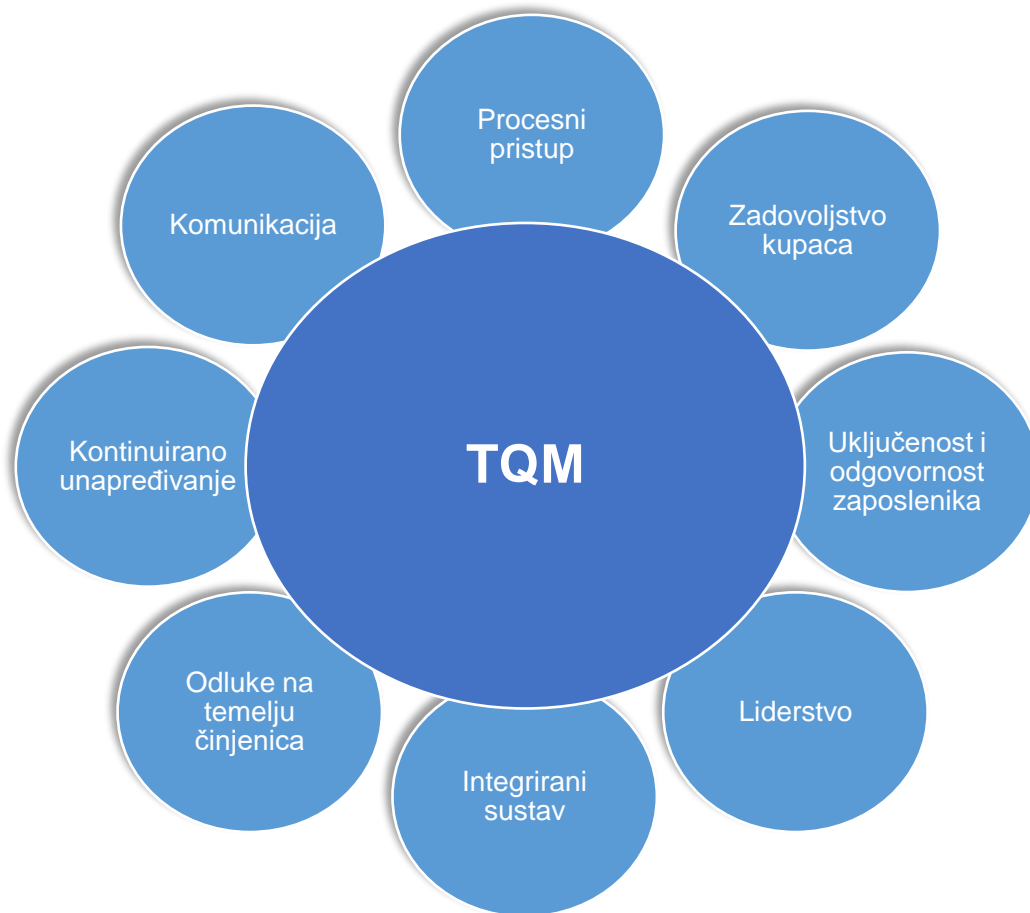 Procesni
pristup
Zadovoljstvo
kupaca
Uključenost i
odgovornost
zaposlenika
Liderstvo
Integrirani
sustav
Odluke na
temelju
činjenica
Kontinuirano
unapređivanje
Komunikacija
TQM